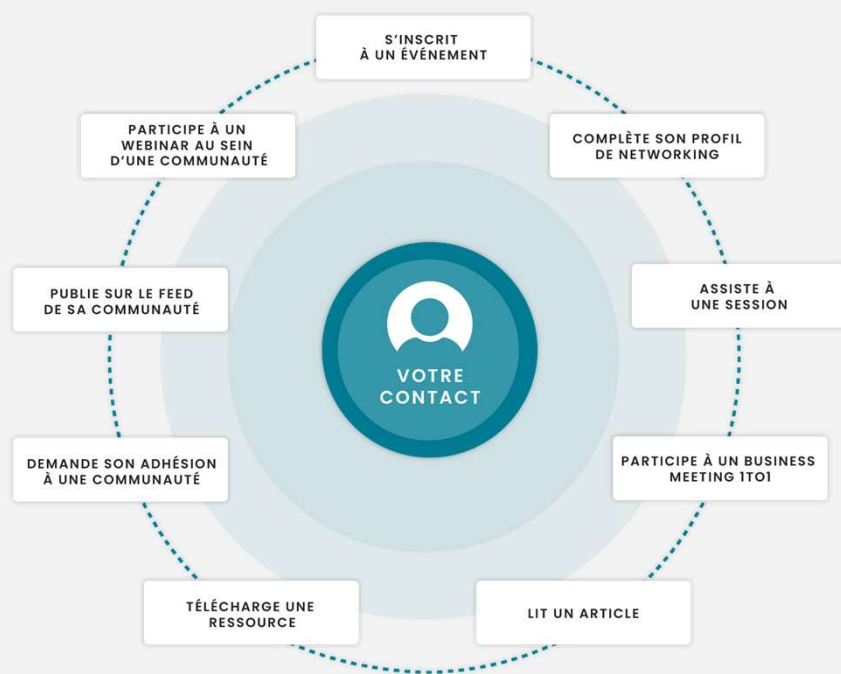 S'INSCRIT
À UN ÉVÉNEMENT
COMPLÈTE SON PROFIL
DE NETWORKING
ASSISTE À
UNE SESSION
PARTICIPE À UN BUSINESS
MEETING 1TO1
LIT UN ARTICLE
TÉLÉCHARGE UNE
RESSOURCE
DEMANDE SON ADHÉSION
À UNE COMMUNAUTÉ
PUBLIE SUR LE FEED
DE SA COMMUNAUTÉ
PARTICIPE À UN
WEBINAR AU SEIN
D'UNE COMMUNAUTÉ
VOTRE
CONTACT